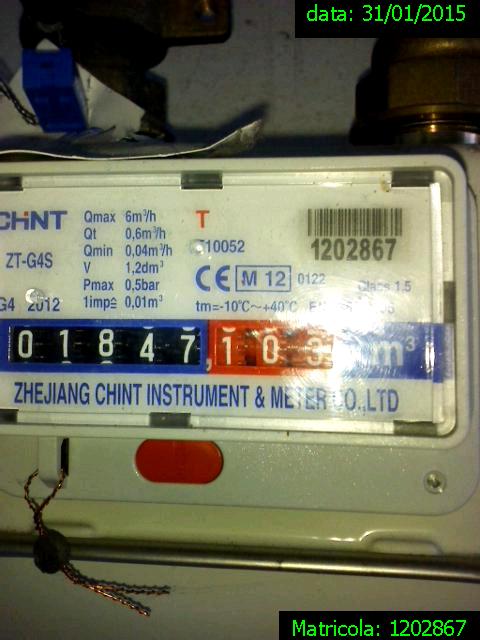 data: 31/01/2015
CHNT
Qmax 6m³/h
Qt 0,6m³/h
Qmin 0,04m³/h
V 1,2dm³
Pmax 0,5bar
1imp≙ 0,01m³
ZT-G4S
G4 2012
T
10052
CE M 12 0122
tm=-10°C~+40°C
1202867
Class 1.5
01847,103 m³
ZHEJIANG CHINT INSTRUMENT & METER CO.,LTD
Matricola: 1202867